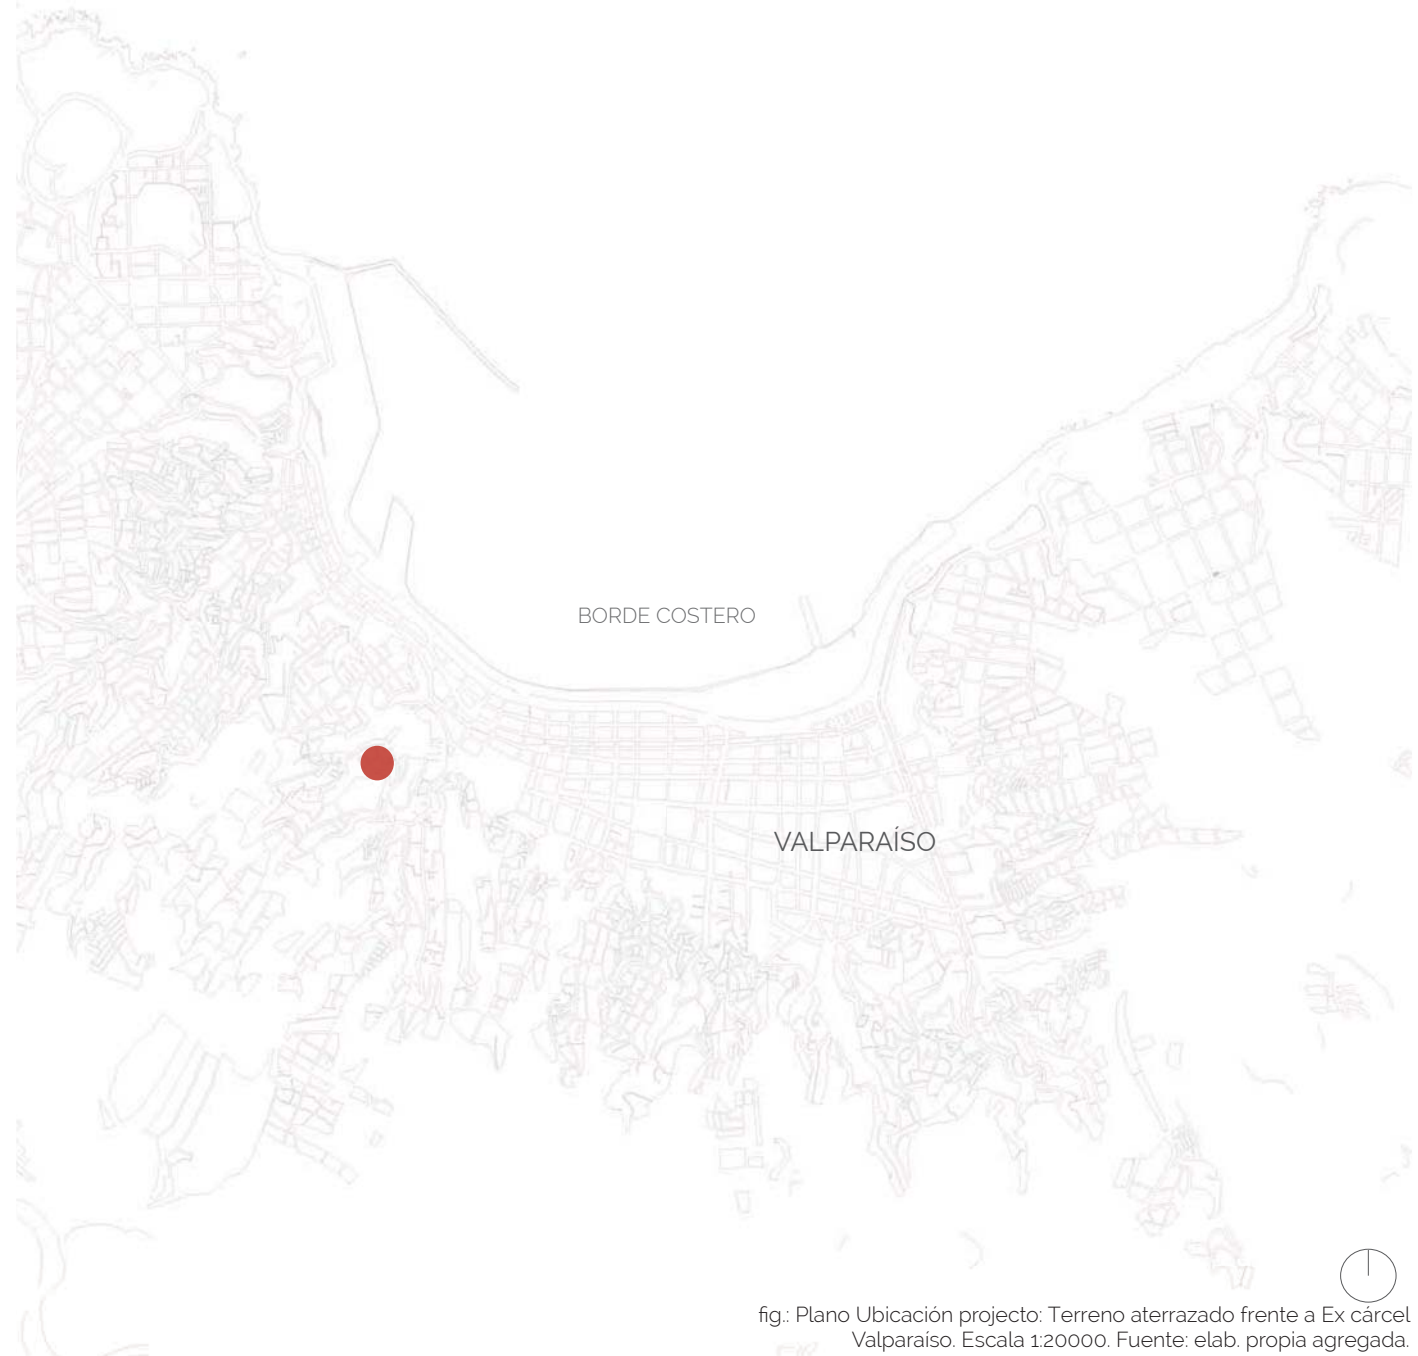 BORDE COSTERO
VALPARAÍSO
fig.: Plano Ubicación projecto: Terreno aterrazado frente a Ex cárcel
Valparaíso. Escala 1:20000. Fuente: elab. propia agregada.